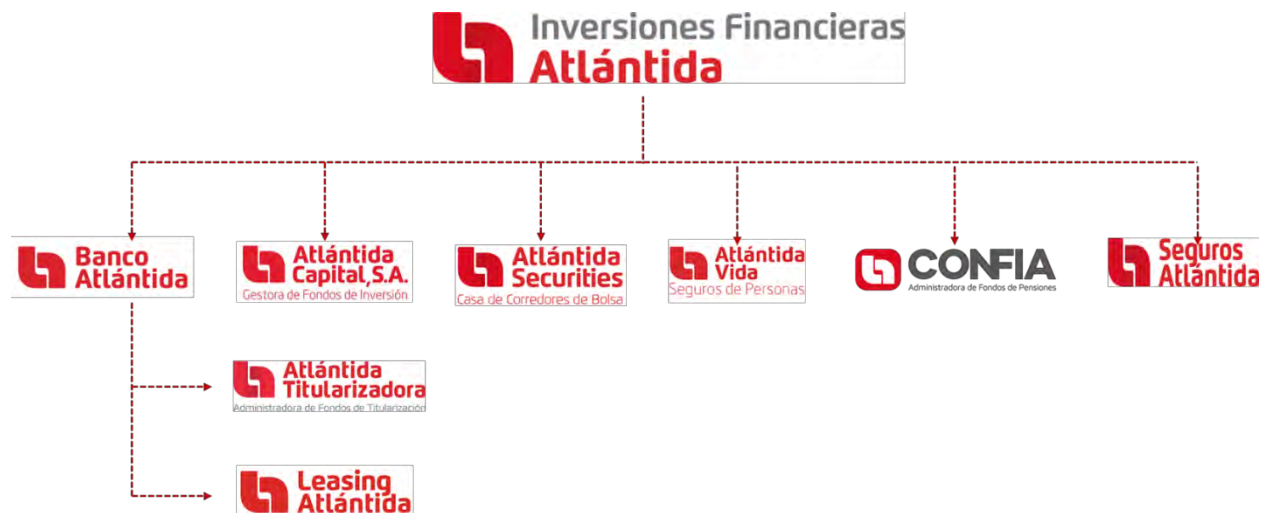 Inversiones Financieras
Atlántida
Banco
Atlántida
Atlántida
Capital, S.A.
Gestora de Fondos de Inversión
Atlántida
Securities
Casa de Corredores de Bolsa
Atlántida
Vida
Seguros de Personas
CONFIA
Administradora de Fondos de Pensiones
Seguros
Atlántida
Atlántida
Titularizadora
Administradora de Fondos de Titularización
Leasing
Atlántida